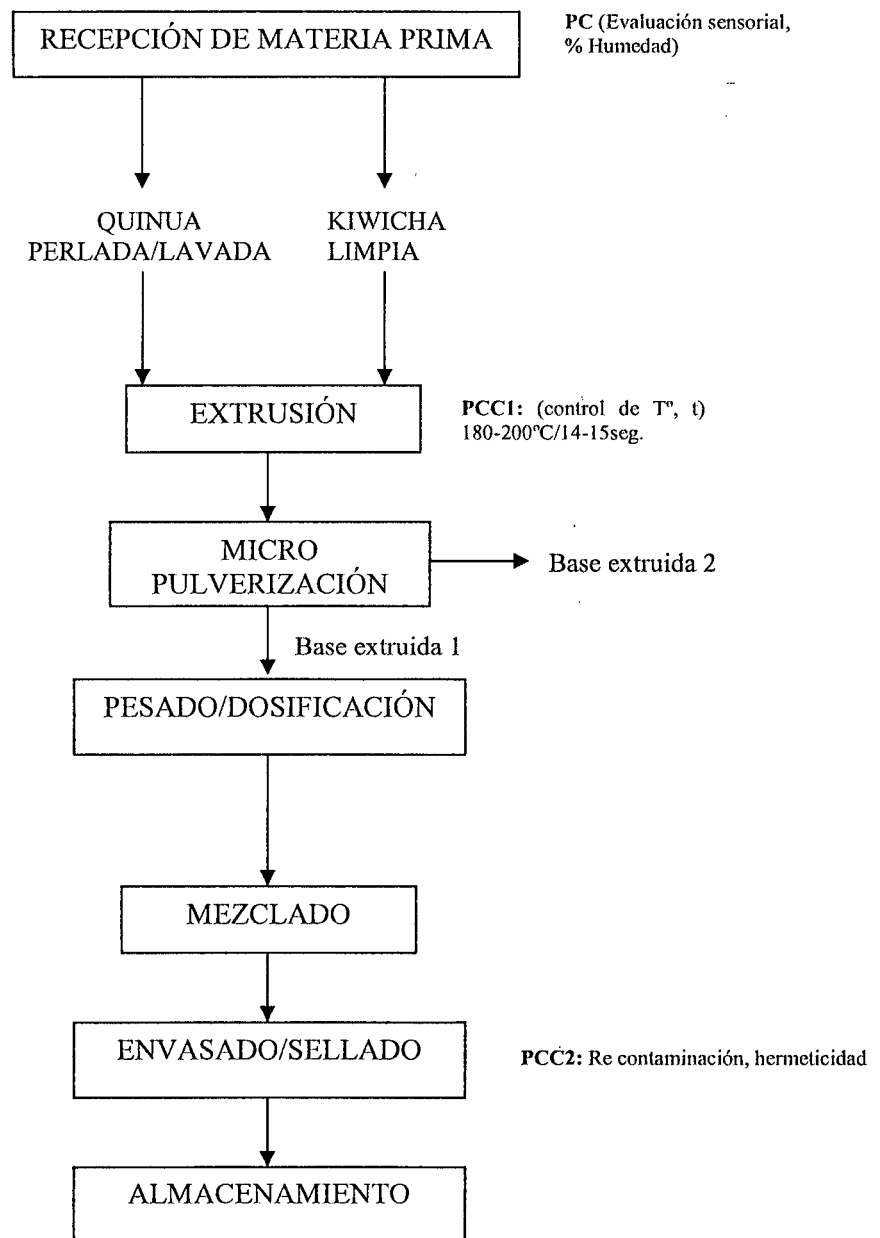 RECEPCIÓN DE MATERIA PRIMA
PC (Evaluación sensorial,
% Humedad)
QUINUA
PERLADA/LAVADA
KIWICHA
LIMPIA
EXTRUSIÓN
PCC1: (control de Tº, t)
180-200ºC/14-15seg.
MICRO
PULVERIZACIÓN
Base extruida 2
Base extruida 1
PESADO/DOSIFICACIÓN
MEZCLADO
ENVASADO/SELLADO
PCC2: Re contaminación, hermeticidad
ALMACENAMIENTO